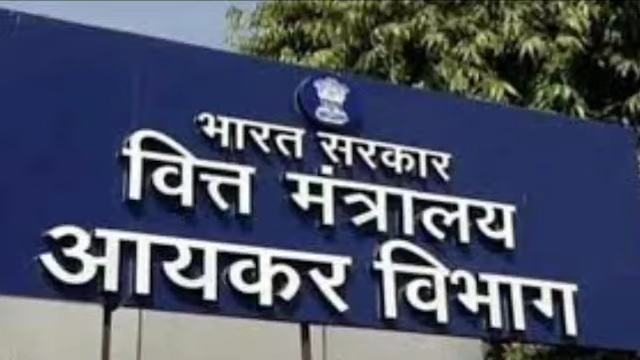 भारत सरकार
वित्त मंत्रालय
आयकर विभाग